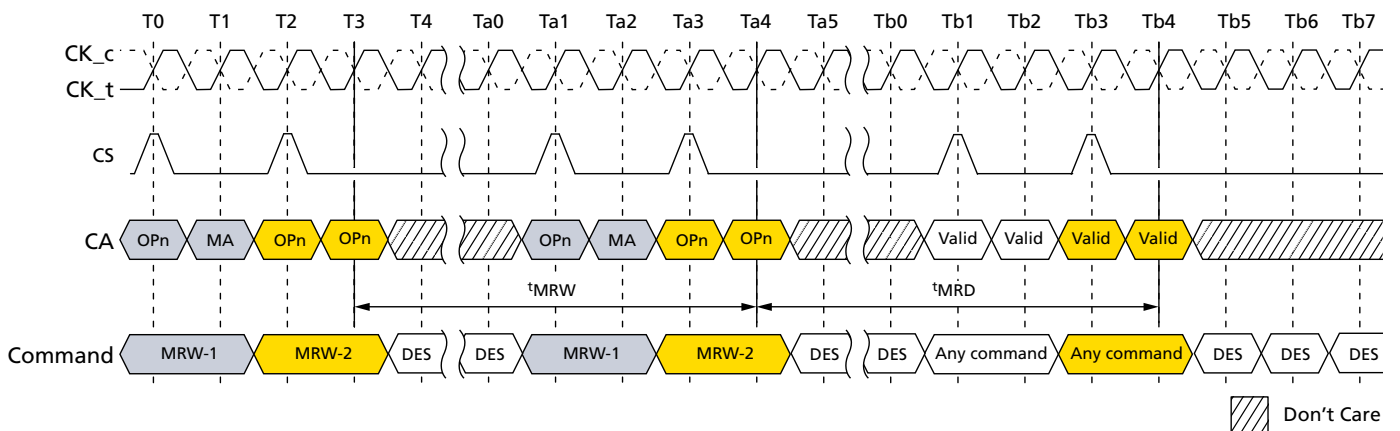 T0 T1 T2 T3 T4 Ta0 Ta1 Ta2 Ta3 Ta4 Ta5 Tb0 Tb1 Tb2 Tb3 Tb4 Tb5 Tb6 Tb7
CK_c
CK_t
CS
CA OPn MA OPn OPn OPn MA OPn OPn Valid Valid Valid Valid
tMRW tMRD
Command MRW-1 MRW-2 DES DES MRW-1 MRW-2 DES DES Any command Any command DES DES DES
Don't Care